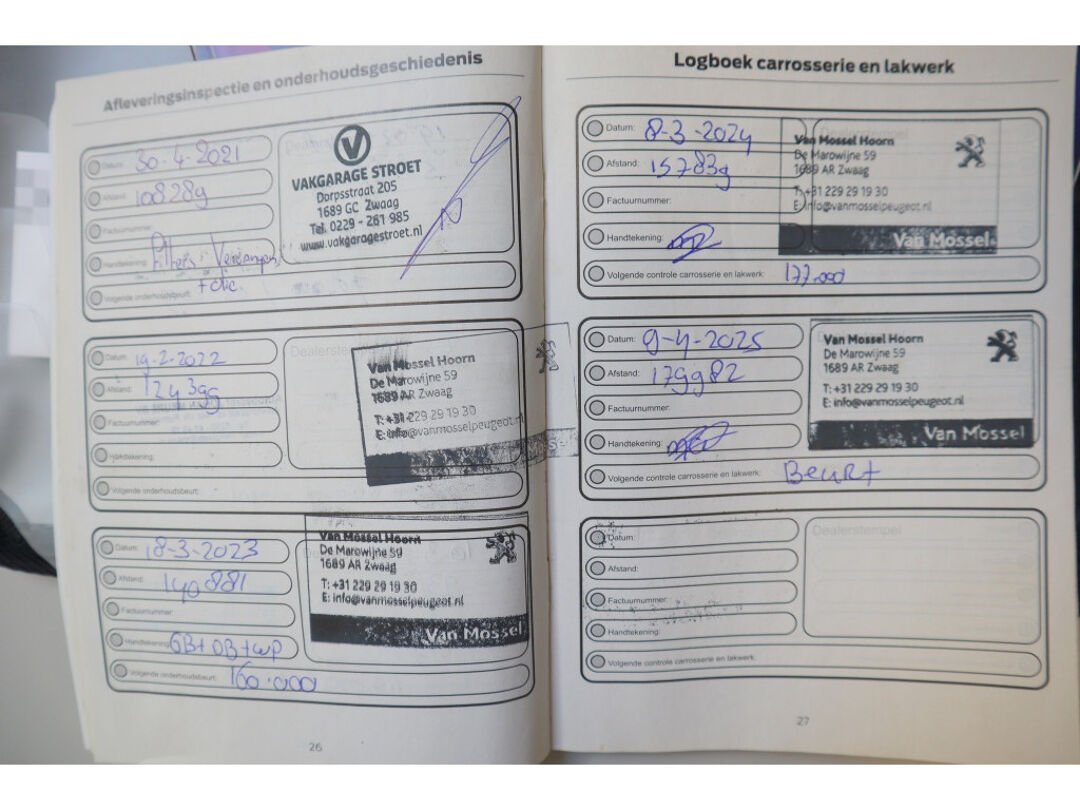 Afleveringsinspectie en onderhoudsgeschiedenis
Datum: 30-4-2021
Afstand: 108289
Factuurnummer:
Handtekening:
Volgende onderhoudsbeurt: + olie.
VAKGARAGE STROET
Dorpsstraat 205
1689 GC Zwaag
Tel. 0229 - 261 985
www.vakgaragestroet.nl
Datum: 19-2-2022
Afstand: 124399
Factuurnummer:
Handtekening:
Volgende onderhoudsbeurt:
Dealerstempel
Van Mossel Hoorn
De Marowijne 59
1689 AR Zwaag
T: +31 229 29 19 30
E: info@vanmosselpeugeot.nl
Datum: 18-3-2023
Afstand: 140881
Factuurnummer:
Handtekening: GB+OB+wp
Volgende onderhoudsbeurt: 160.000
Van Mossel Hoorn
De Marowijne 59
1689 AR Zwaag
T: +31 229 29 19 30
E: info@vanmosselpeugeot.nl
Van Mossel
26
Logboek carrosserie en lakwerk
Datum: 8-3-2024
Afstand: 157839
Factuurnummer:
Handtekening:
Volgende controle carrosserie en lakwerk: 177.000
Dealerstempel
Van Mossel Hoorn
De Marowijne 59
1689 AR Zwaag
T: +31 229 29 19 30
E: info@vanmosselpeugeot.nl
Van Mossel
Datum: 9-4-2025
Afstand: 179982
Factuurnummer:
Handtekening:
Volgende controle carrosserie en lakwerk: Beurt
Van Mossel Hoorn
De Marowijne 59
1689 AR Zwaag
T: +31 229 29 19 30
E: info@vanmosselpeugeot.nl
Van Mossel
Datum:
Afstand:
Factuurnummer:
Handtekening:
Volgende controle carrosserie en lakwerk:
Dealerstempel
27